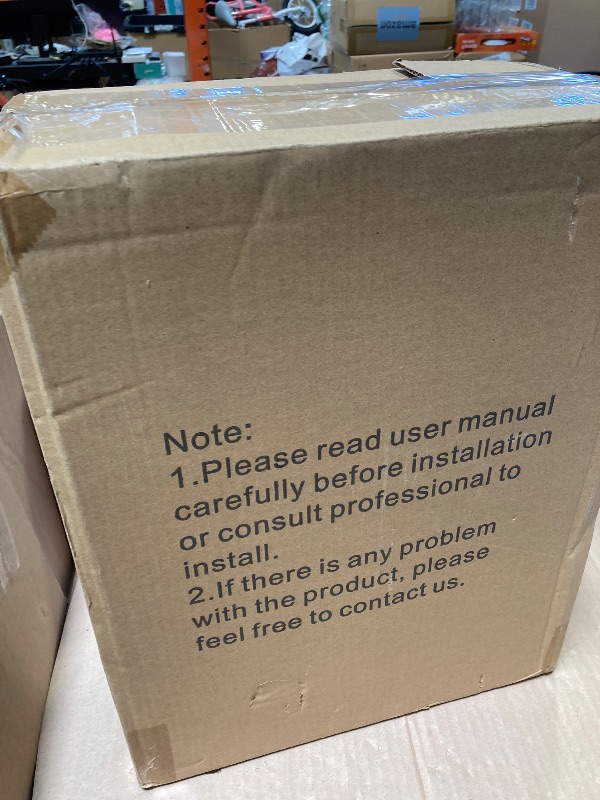 amazon
Note:
1.Please read user manual
carefully before installation
or consult professional to
install.
2.If there is any problem
with the product, please
feel free to contact us.